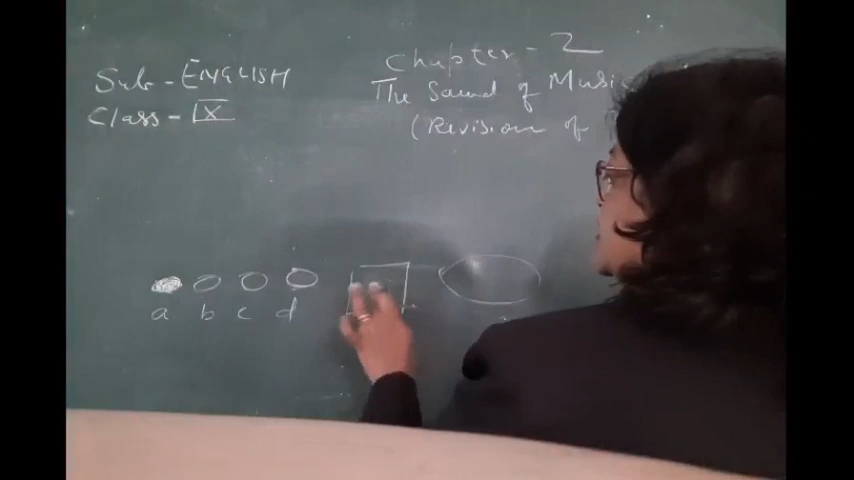 Sub - ENGLISH
Class - IX
Chapter - 2
The Sound of Music
(Revision of
a b c d